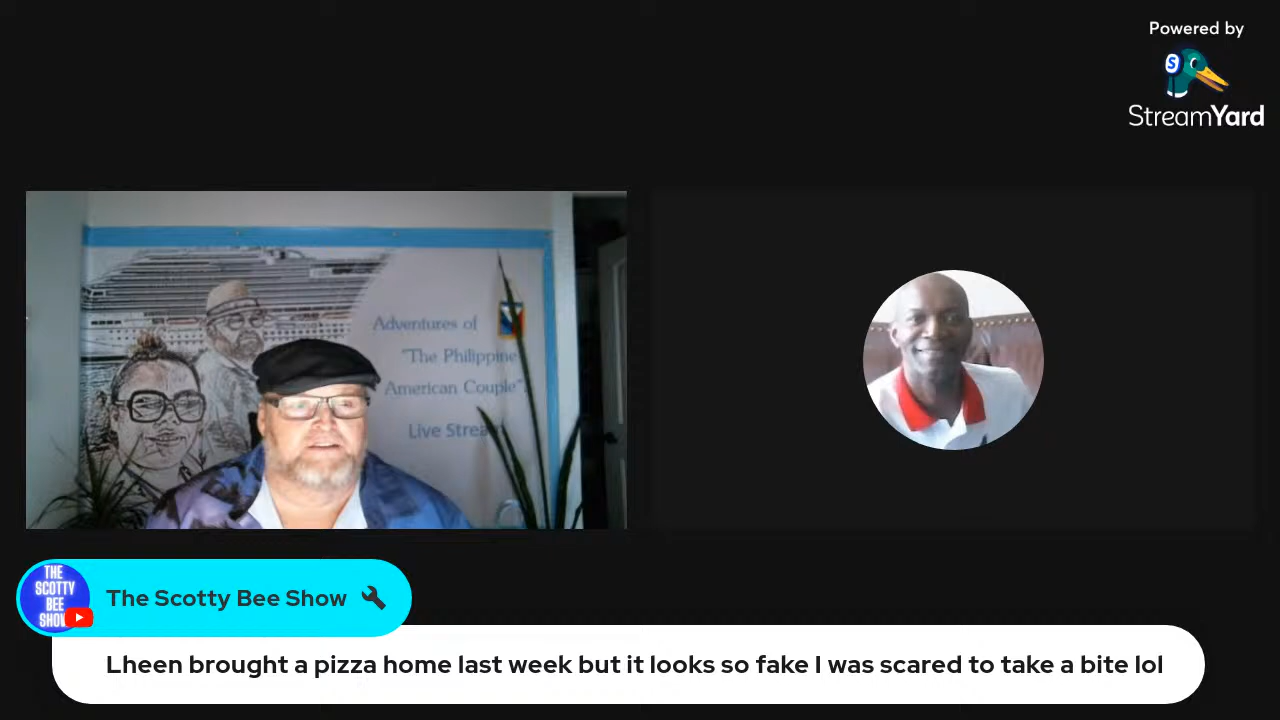 Powered by
S
StreamYard
Adventures of
"The Philippine
American Couple"
Live Stream
THE
SCOTTY
BEE
SHOW
The Scotty Bee Show
Lheen brought a pizza home last week but it looks so fake I was scared to take a bite lol